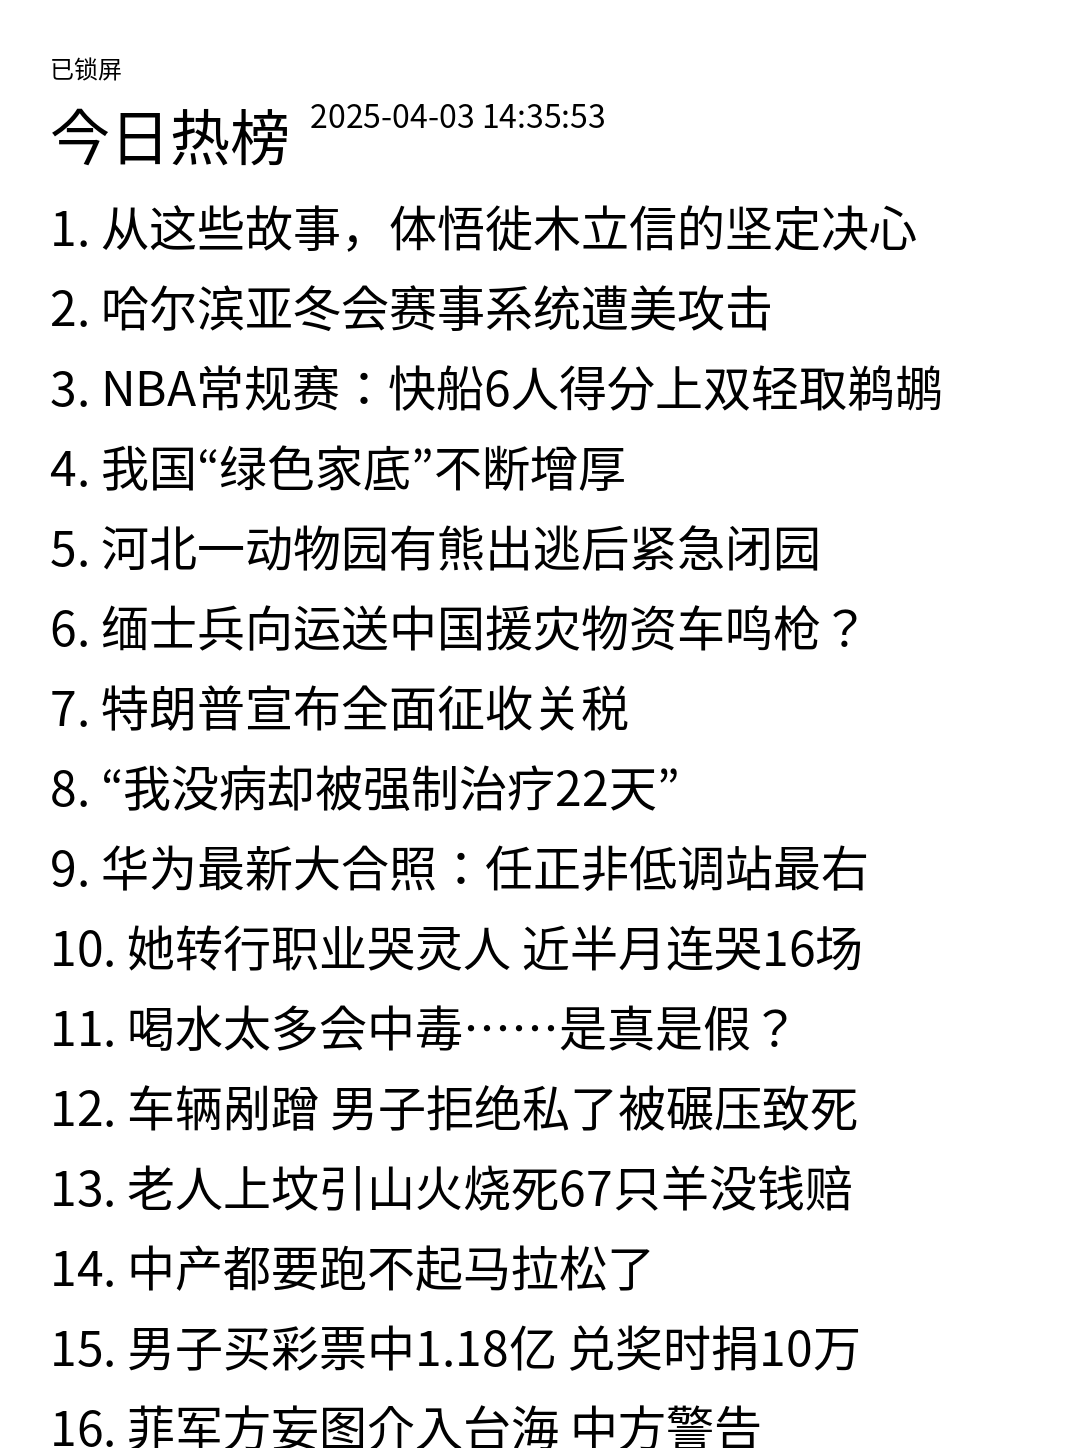 已锁屏
今日热榜 2025-04-03 14:35:53
1. 从这些故事，体悟徙木立信的坚定决心
2. 哈尔滨亚冬会赛事系统遭美攻击
3. NBA常规赛：快船6人得分上双轻取鹈鹕
4. 我国“绿色家底”不断增厚
5. 河北一动物园有熊出逃后紧急闭园
6. 缅士兵向运送中国援灾物资车鸣枪？
7. 特朗普宣布全面征收关税
8. “我没病却被强制治疗22天”
9. 华为最新大合照：任正非低调站最右
10. 她转行职业哭灵人 近半月连哭16场
11. 喝水太多会中毒……是真是假？
12. 车辆剐蹭 男子拒绝私了被碾压致死
13. 老人上坟引山火烧死67只羊没钱赔
14. 中产都要跑不起马拉松了
15. 男子买彩票中1.18亿 兑奖时捐10万
16. 菲军方妄图介入台海 中方警告